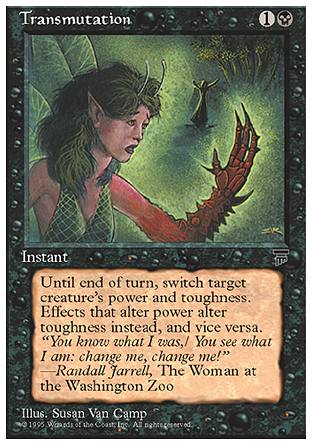 Transmutation 1
Instant
Until end of turn, switch target
creature's power and toughness.
Effects that alter power alter
toughness instead, and vice versa.
"You know what I was,/ You see what
I am: change me, change me!"
—Randall Jarrell, The Woman at
the Washington Zoo
Illus. Susan Van Camp
©1995 Wizards of the Coast, Inc. All rights reserved.